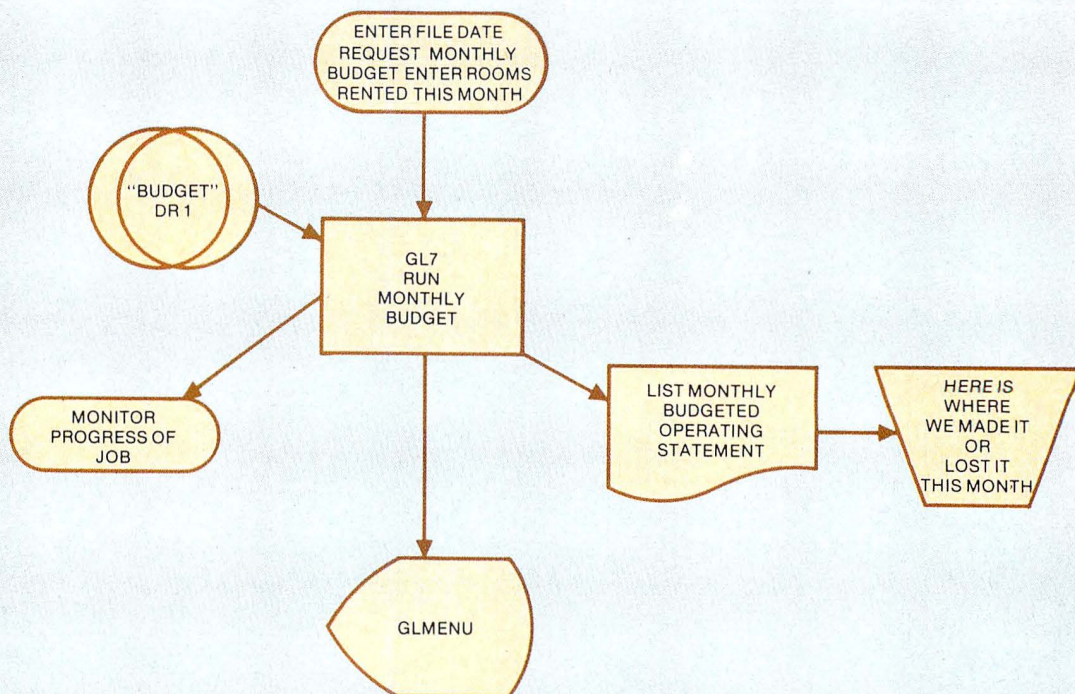 ENTER FILE DATE
REQUEST MONTHLY
BUDGET ENTER ROOMS
RENTED THIS MONTH
"BUDGET"
DR 1
GL7
RUN
MONTHLY
BUDGET
MONITOR
PROGRESS OF
JOB
LIST MONTHLY
BUDGETED
OPERATING
STATEMENT
HERE IS
WHERE
WE MADE IT
OR
LOST IT
THIS MONTH
GLMENU